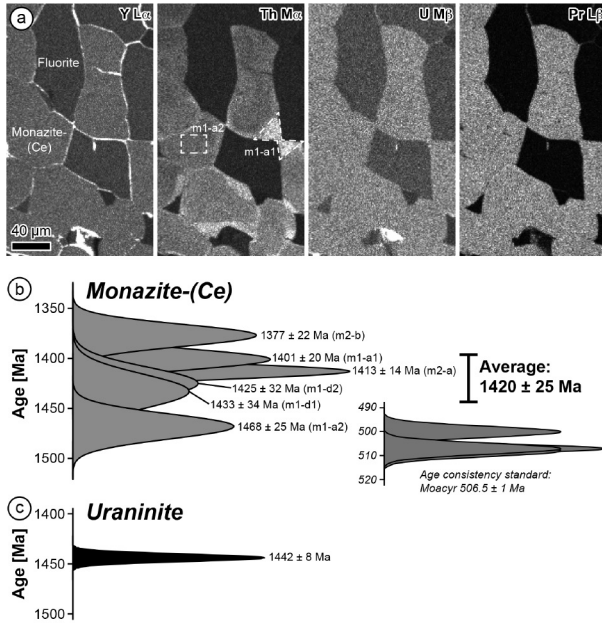 a
Y Lα
Th Mα
U Mβ
Pr Lβ
Fluorite
Monazite-
(Ce)
m1-a2
m1-a1
40 μm
b
Monazite-(Ce)
Age [Ma]
1350
1400
1450
1500
1377 ± 22 Ma (m2-b)
1401 ± 20 Ma (m1-a1)
1413 ± 14 Ma (m2-a)
1425 ± 32 Ma (m1-d2)
1433 ± 34 Ma (m1-d1)
1468 ± 25 Ma (m1-a2)
Average:
1420 ± 25 Ma
490
500
510
520
Age consistency standard:
Moacyr 506.5 ± 1 Ma
c
Uraninite
Age [Ma]
1400
1450
1500
1442 ± 8 Ma